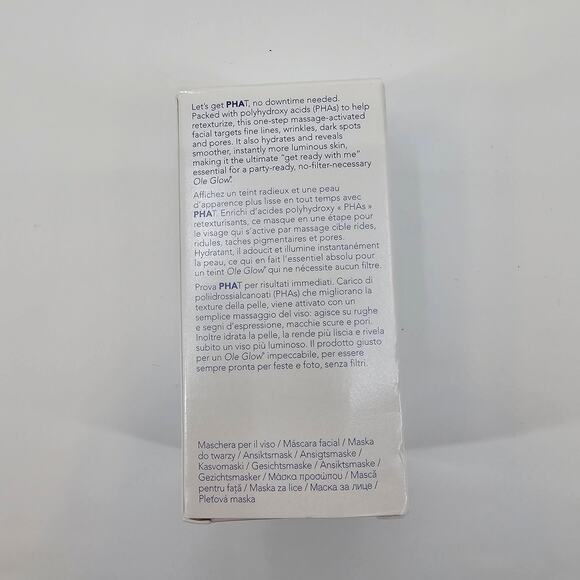 Let's get PHAT, no downtime needed.
Packed with polyhydroxy acids (PHAs) to help
retexturize, this one-step massage-activated
facial targets fine lines, wrinkles, dark spots
and pores. It also hydrates and reveals
smoother, instantly more luminous skin,
making it the ultimate "get ready with me"
essential for a party-ready, no-filter-necessary
Ole Glow®.
Affichez un teint radieux et une peau
d'apparence plus lisse en tout temps avec
PHAT. Enrichi d'acides polyhydroxy « PHAs »
retexturisants, ce masque en une étape pour
le visage qui s'active par massage cible rides,
ridules, taches pigmentaires et pores.
Hydratant, il adoucit et illumine instantanément
la peau, ce qui en fait l'essentiel absolu pour
un teint Ole Glow® qui ne nécessite aucun filtre.
Prova PHAT per risultati immediati. Carico di
poliidrossialcanoati (PHAs) che migliorano la
texture della pelle, viene attivato con un
semplice massaggio del viso: agisce su rughe
e segni d'espressione, macchie scure e pori.
Inoltre idrata la pelle, la rende più liscia e rivela
subito un viso più luminoso. Il prodotto giusto
per un Ole Glow® impeccabile, per essere
sempre pronta per feste e foto, senza filtri.
Maschera per il viso / Máscara facial / Maska
do twarzy / Ansiktsmask / Ansigtsmaske /
Kasvomaski / Gesichtsmaske / Ansiktsmaske /
Gezichtsmasker / Μάσκα προσώπου / Mască
pentru față / Maska za lice / Маска за лице /
Pleťová maska